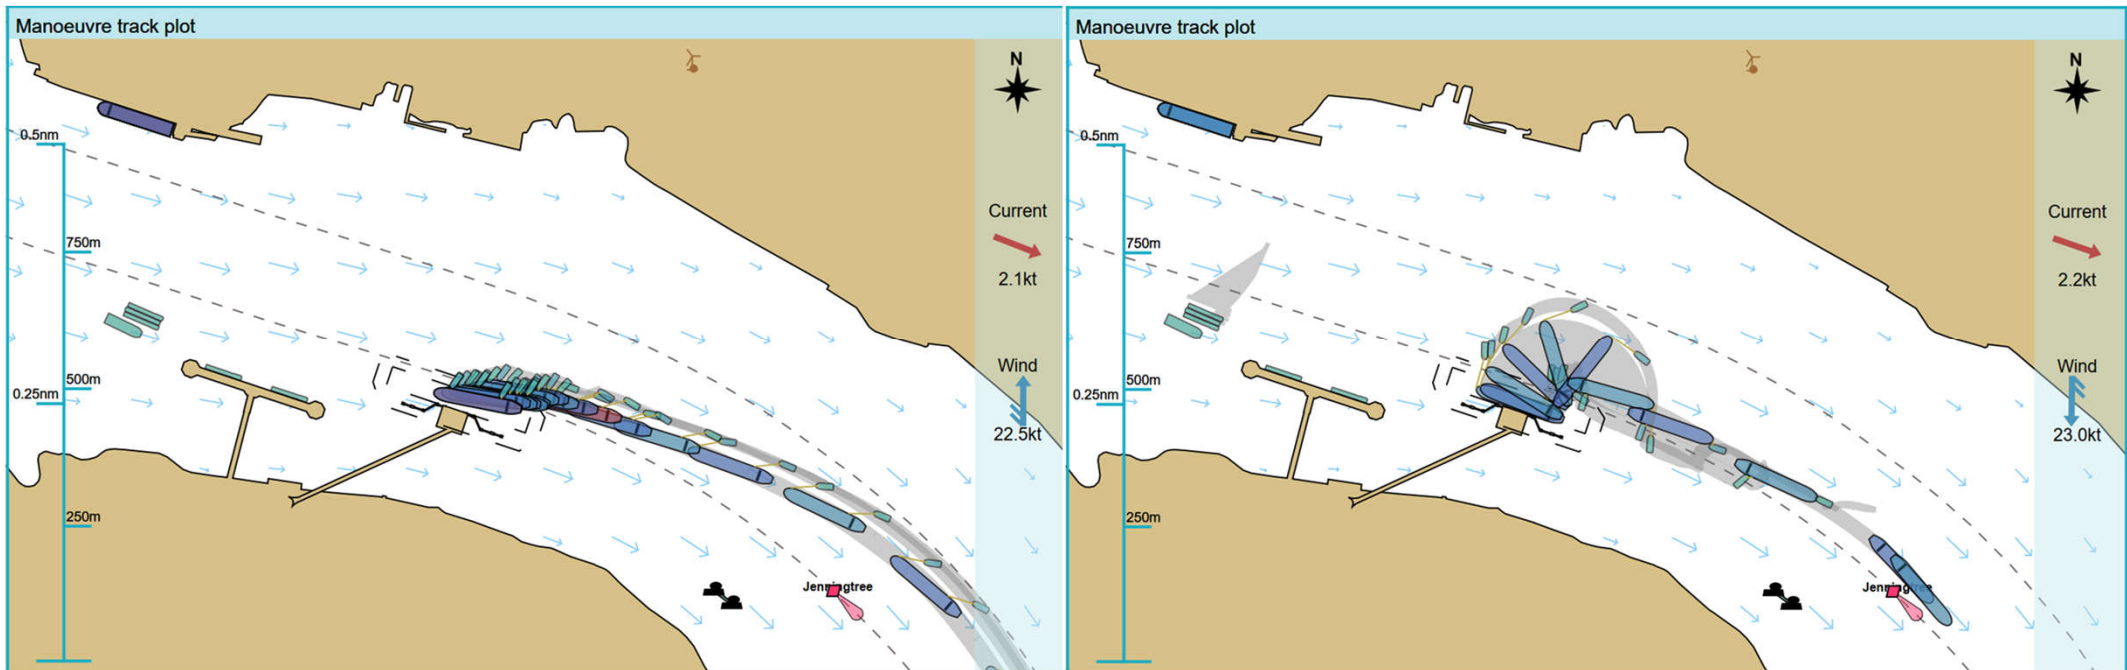 Manoeuvre track plot
N
0.5nm
Current
750m
2.1kt
Wind
500m
0.25nm
22.5kt
250m
Jenningtree
Manoeuvre track plot
N
0.5nm
Current
750m
2.2kt
Wind
500m
0.25nm
23.0kt
250m
Jenningtree